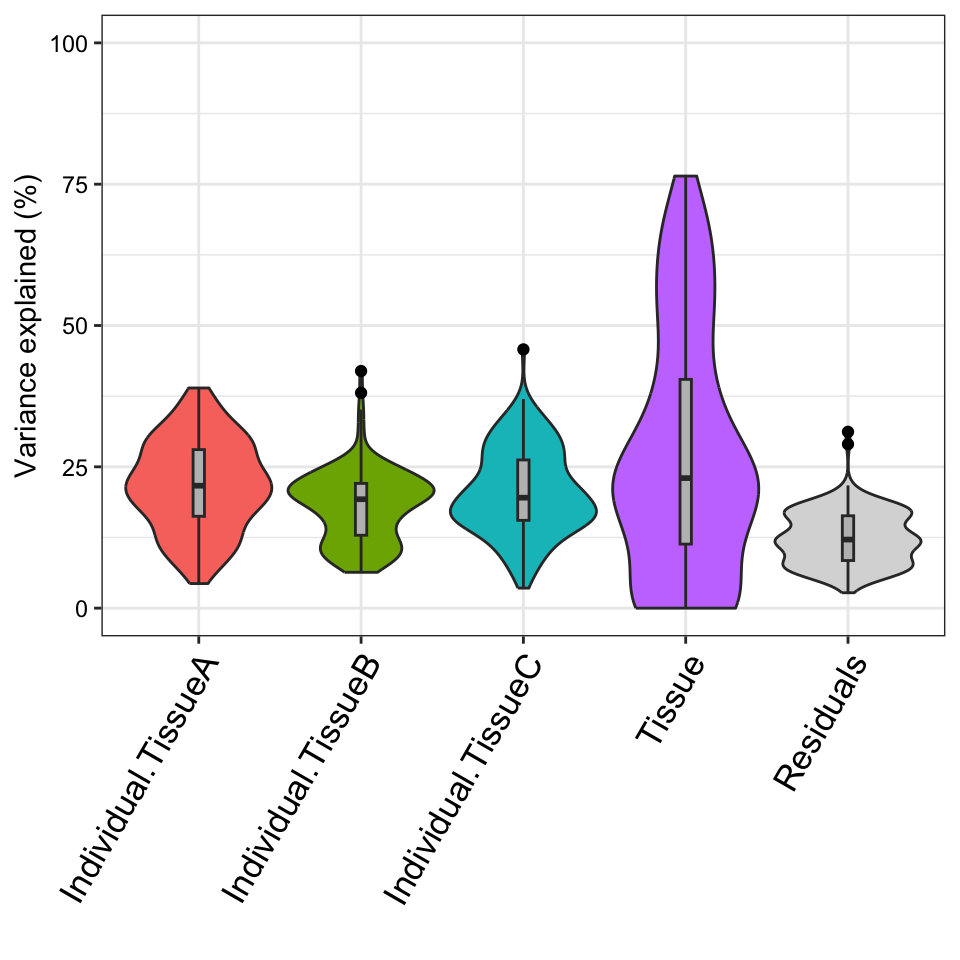 Variance explained (%)
100
75
50
25
0
Individual.TissueA
Individual.TissueB
Individual.TissueC
Tissue
Residuals